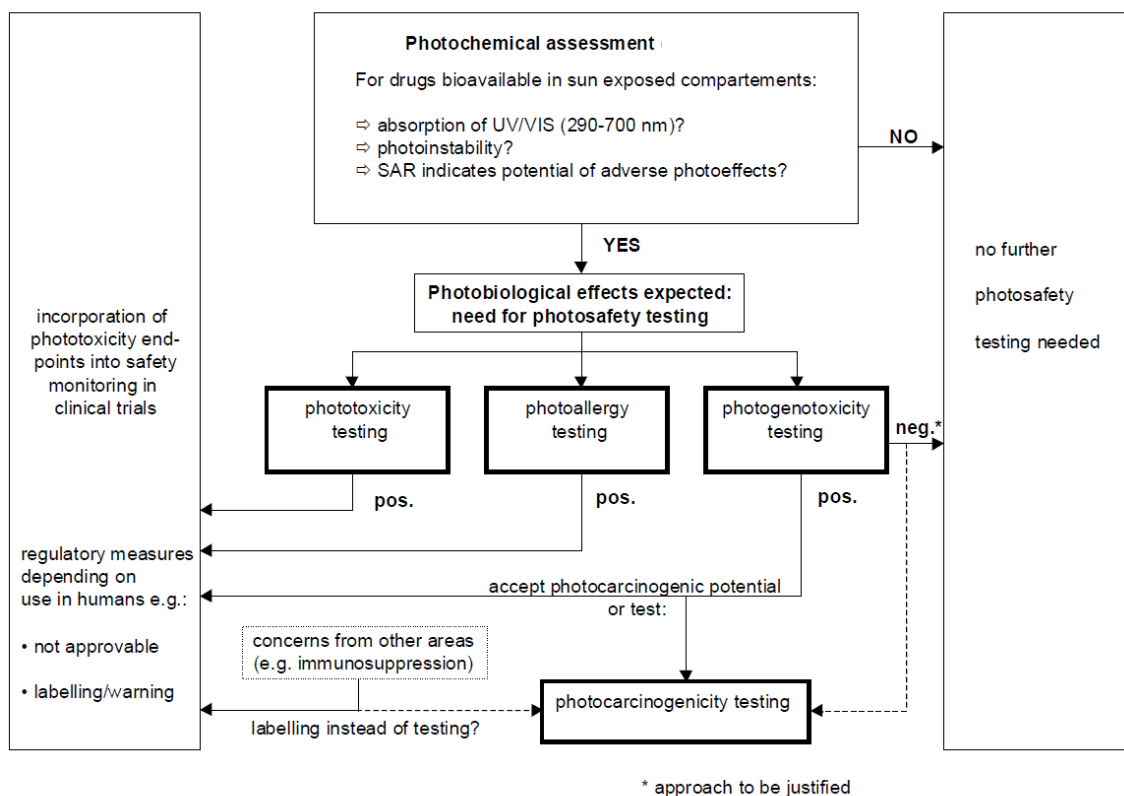 Photochemical assessment
For drugs bioavailable in sun exposed compartements:
⇨ absorption of UV/VIS (290-700 nm)?
⇨ photoinstability?
⇨ SAR indicates potential of adverse photoeffects?
NO
YES
Photobiological effects expected:
need for photosafety testing
no further
photosafety
testing needed
incorporation of
phototoxicity end-
points into safety
monitoring in
clinical trials
phototoxicity
testing
photoallergy
testing
photogenotoxicity
testing
neg.*
pos.
pos.
pos.
regulatory measures
depending on
use in humans e.g.:
• not approvable
• labelling/warning
accept photocarcinogenic potential
or test:
concerns from other areas
(e.g. immunosuppression)
photocarcinogenicity testing
labelling instead of testing?
* approach to be justified